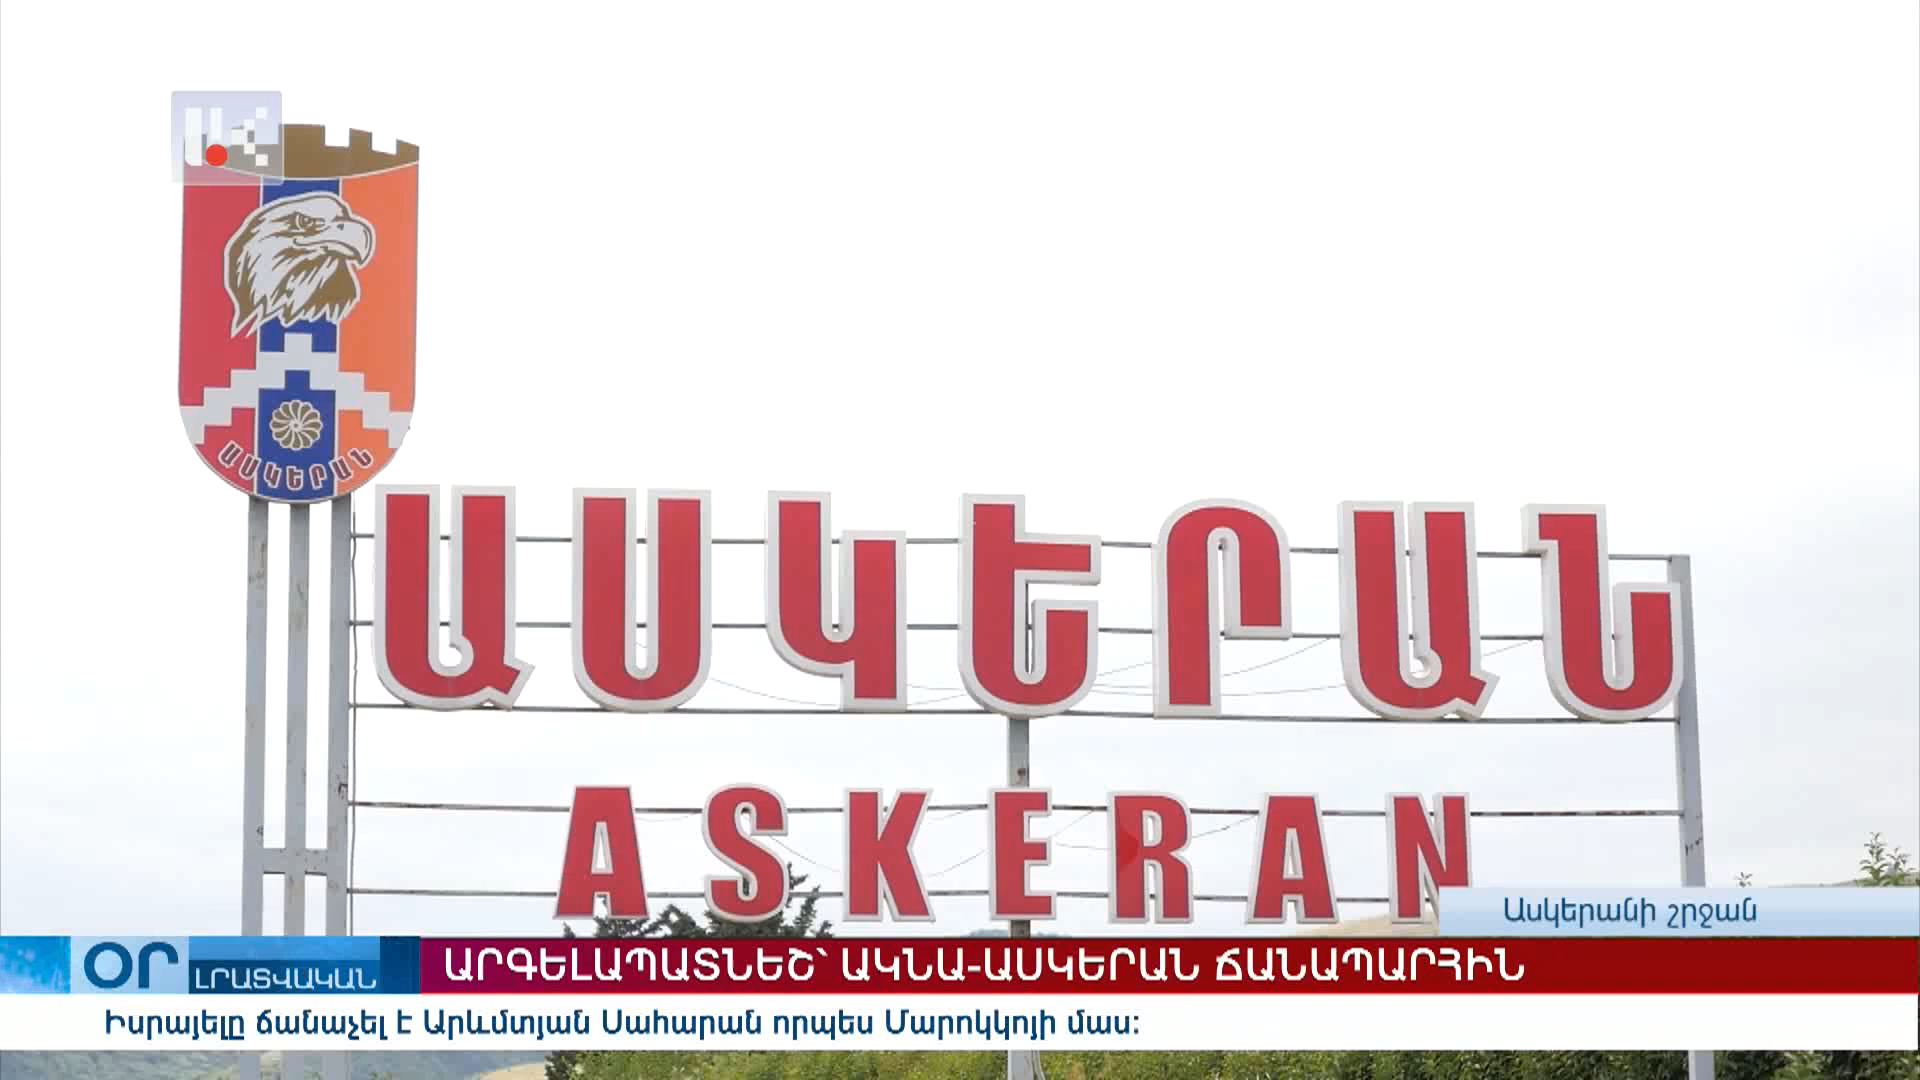 ԱՍԿԵՐԱՆ
ԱՍԿԵՐԱՆ
ASKERAN
Ասկերանի շրջան
ՕՐ
ԼՐԱՏՎԱԿԱՆ
ԱՐԳԵԼԱՊԱՏՆԵՇ՝ ԱԿՆԱ-ԱՍԿԵՐԱՆ ՃԱՆԱՊԱՐՀԻՆ
Իսրայելը ճանաչել է Արևմտյան Սահարան որպես Մարոկկոյի մաս: